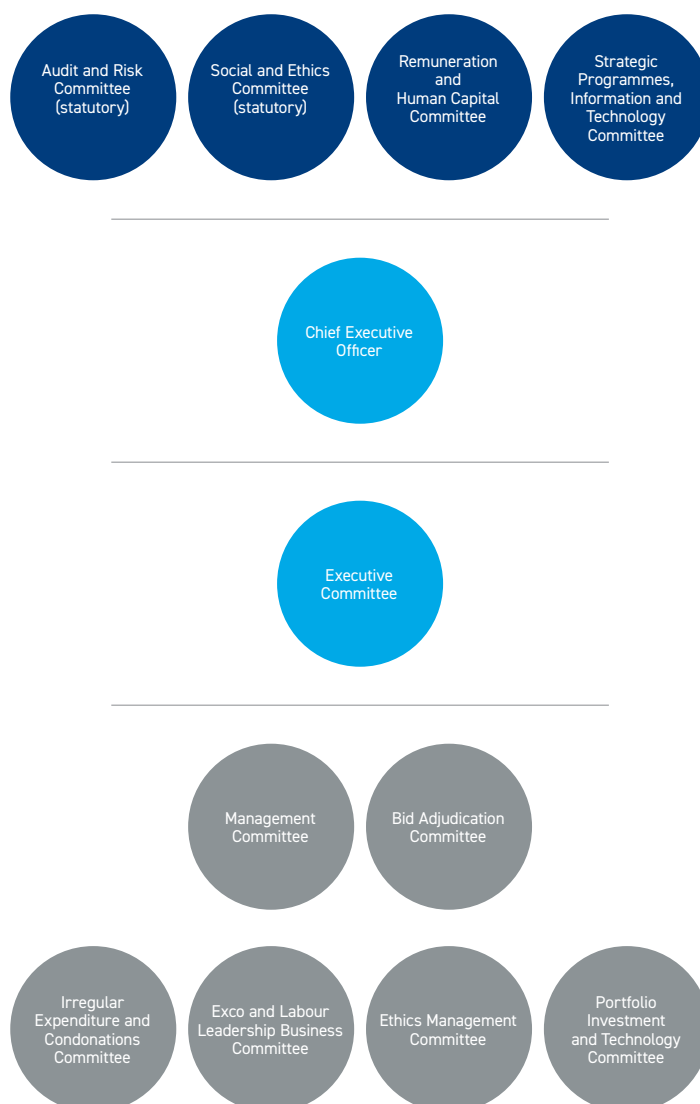 Audit and Risk
Committee
(statutory)
Social and Ethics
Committee
(statutory)
Remuneration
and
Human Capital
Committee
Strategic
Programmes,
Information and
Technology
Committee
Chief Executive
Officer
Executive
Committee
Management
Committee
Bid Adjudication
Committee
Irregular
Expenditure and
Condonations
Committee
Exco and Labour
Leadership Business
Committee
Ethics Management
Committee
Portfolio
Investment
and Technology
Committee